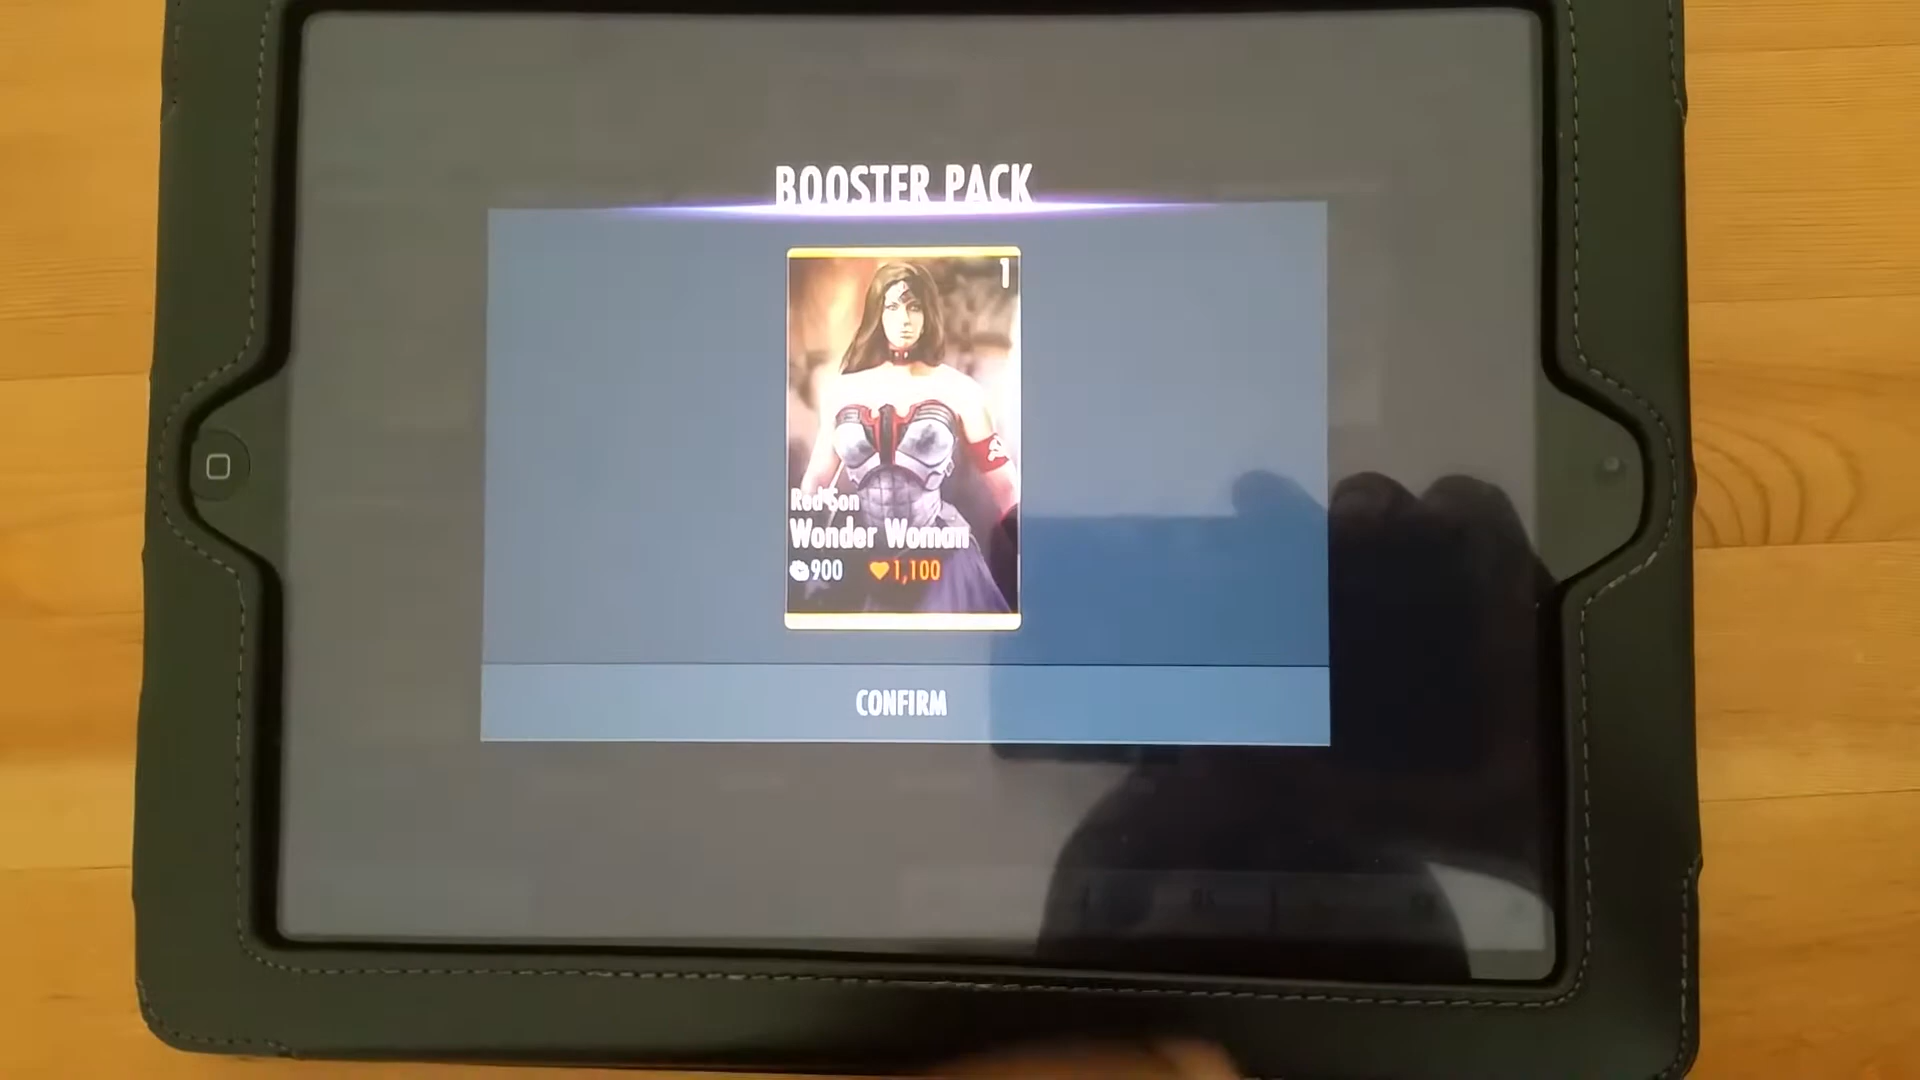 BOOSTER PACK
1
Red Son
Wonder Woman
900 1,100
CONFIRM